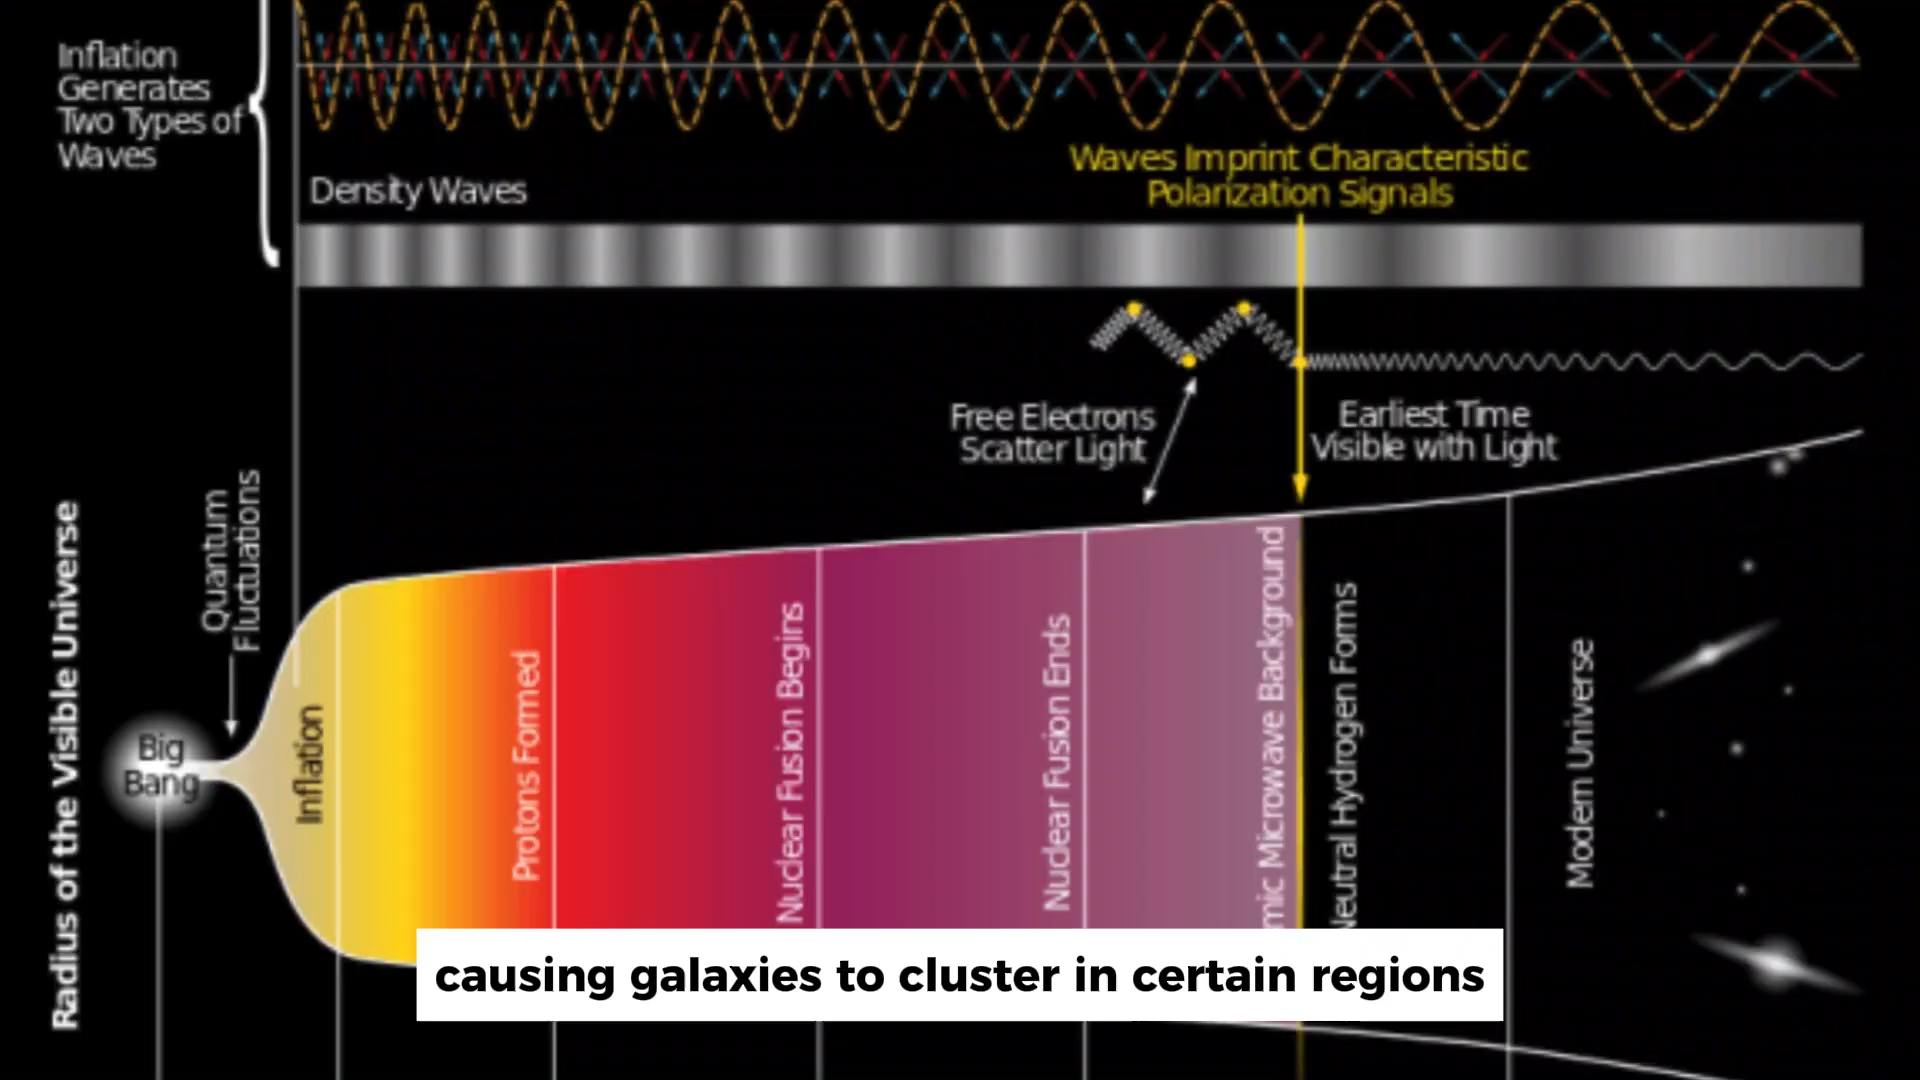 Inflation
Generates
Two Types of
Waves
Density Waves
Waves Imprint Characteristic
Polarization Signals
Free Electrons
Scatter Light
Earliest Time
Visible with Light
Radius of the Visible Universe
Quantum
Fluctuations
Big
Bang
Inflation
Protons Formed
Nuclear Fusion Begins
Nuclear Fusion Ends
mic Microwave Background
Neutral Hydrogen Forms
Modern Universe
causing galaxies to cluster in certain regions